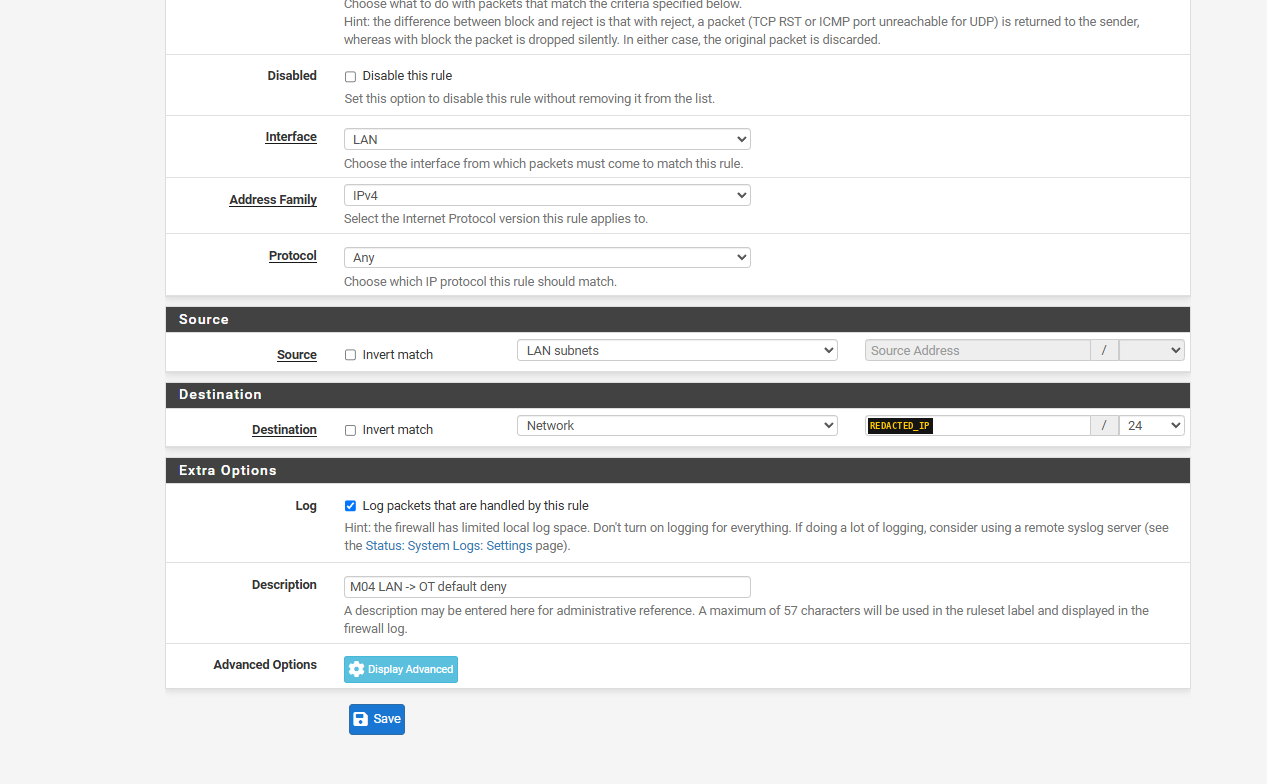 Choose what to do with packets that match the criteria specified below.
Hint: the difference between block and reject is that with reject, a packet (TCP RST or ICMP port unreachable for UDP) is returned to the sender,
whereas with block the packet is dropped silently. In either case, the original packet is discarded.
Disabled Disable this rule
Set this option to disable this rule without removing it from the list.
Interface LAN
Choose the interface from which packets must come to match this rule.
Address Family IPv4
Select the Internet Protocol version this rule applies to.
Protocol Any
Choose which IP protocol this rule should match.
Source
Source Invert match LAN subnets Source Address /
Destination
Destination Invert match Network REDACTED_IP / 24
Extra Options
Log Log packets that are handled by this rule
Hint: the firewall has limited local log space. Don't turn on logging for everything. If doing a lot of logging, consider using a remote syslog server (see
the Status: System Logs: Settings page).
Description M04 LAN -> OT default deny
A description may be entered here for administrative reference. A maximum of 57 characters will be used in the ruleset label and displayed in the
firewall log.
Advanced Options Display Advanced
Save